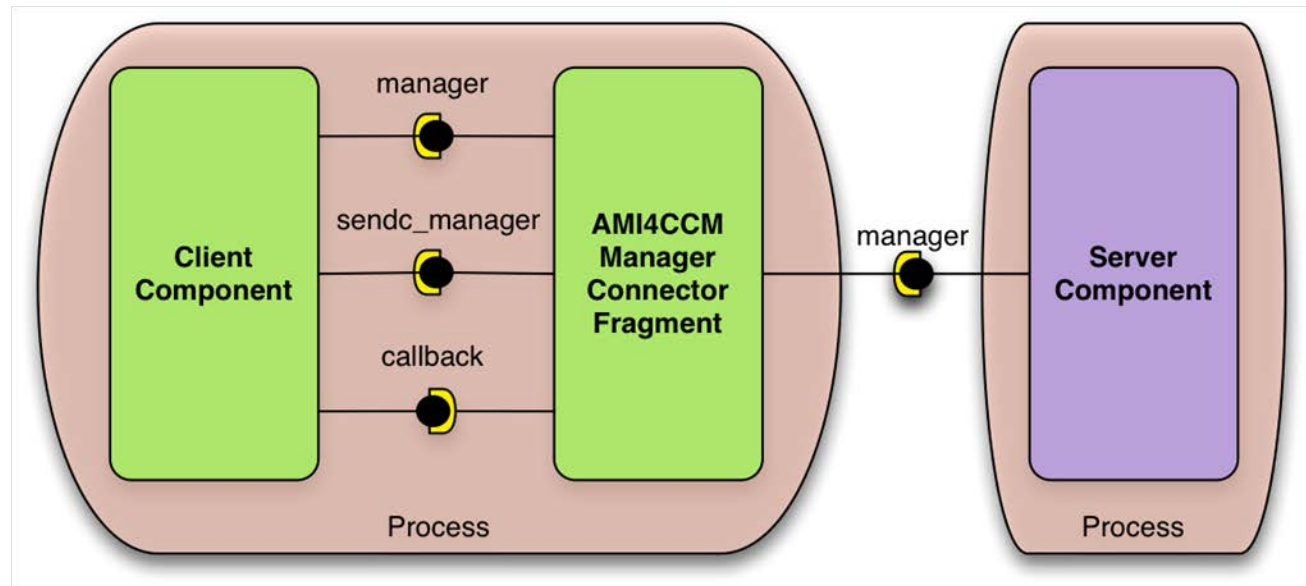 manager
sendc_manager
callback
Client
Component
AMI4CCM
Manager
Connector
Fragment
manager
Server
Component
Process
Process